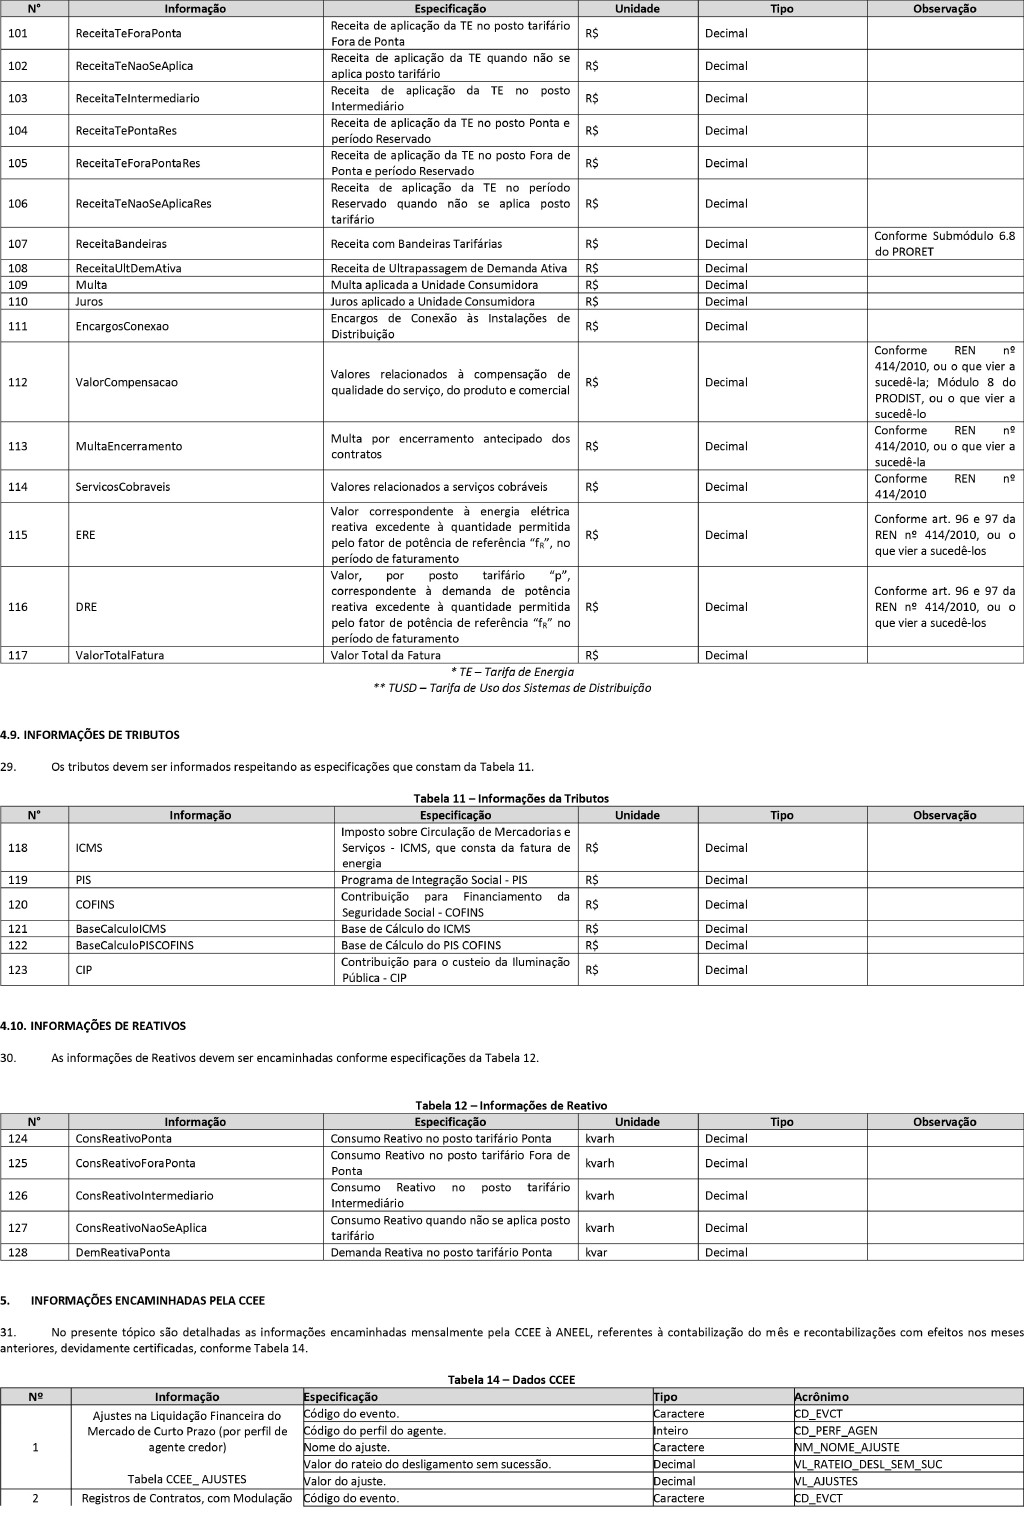 N° Informação Especificação Unidade Tipo Observação
101 ReceitaTeForaPonta Receita de aplicação da TE no posto tarifário Fora de Ponta R$ Decimal
102 ReceitaTeNaoSeAplica Receita de aplicação da TE quando não se aplica posto tarifário R$ Decimal
103 ReceitaTeIntermediario Receita de aplicação da TE no posto Intermediário R$ Decimal
104 ReceitaTePontaRes Receita de aplicação da TE no posto Ponta e período Reservado R$ Decimal
105 ReceitaTeForaPontaRes Receita de aplicação da TE no posto Fora de Ponta e período Reservado R$ Decimal
106 ReceitaTeNaoSeAplicaRes Receita de aplicação da TE no período Reservado quando não se aplica posto tarifário R$ Decimal
107 ReceitaBandeiras Receita com Bandeiras Tarifárias R$ Decimal Conforme Submódulo 6.8 do PRORET
108 ReceitaUltDemAtiva Receita de Ultrapassagem de Demanda Ativa R$ Decimal
109 Multa Multa aplicada a Unidade Consumidora R$ Decimal
110 Juros Juros aplicado a Unidade Consumidora R$ Decimal
111 EncargosConexao Encargos de Conexão às Instalações de Distribuição R$ Decimal
112 ValorCompensacao Valores relacionados à compensação de qualidade do serviço, do produto e comercial R$ Decimal Conforme REN nº 414/2010, ou o que vier a sucedê-la; Módulo 8 do PRODIST, ou o que vier a sucedê-lo
113 MultaEncerramento Multa por encerramento antecipado dos contratos R$ Decimal Conforme REN nº 414/2010, ou o que vier a sucedê-la
114 ServicosCobraveis Valores relacionados a serviços cobráveis R$ Decimal Conforme REN nº 414/2010
115 ERE Valor correspondente à energia elétrica reativa excedente à quantidade permitida pelo fator de potência de referência “fR”, no período de faturamento R$ Decimal Conforme art. 96 e 97 da REN nº 414/2010, ou o que vier a sucedê-los
116 DRE Valor, por posto tarifário “p”, correspondente à demanda de potência reativa excedente à quantidade permitida pelo fator de potência de referência “fR” no período de faturamento R$ Decimal Conforme art. 96 e 97 da REN nº 414/2010, ou o que vier a sucedê-los
117 ValorTotalFatura Valor Total da Fatura R$ Decimal
* TE – Tarifa de Energia
** TUSD – Tarifa de Uso dos Sistemas de Distribuição
4.9. INFORMAÇÕES DE TRIBUTOS
29. Os tributos devem ser informados respeitando as especificações que constam da Tabela 11.
Tabela 11 – Informações da Tributos
N° Informação Especificação Unidade Tipo Observação
118 ICMS Imposto sobre Circulação de Mercadorias e Serviços - ICMS, que consta da fatura de energia R$ Decimal
119 PIS Programa de Integração Social - PIS R$ Decimal
120 COFINS Contribuição para Financiamento da Seguridade Social - COFINS R$ Decimal
121 BaseCalculoICMS Base de Cálculo do ICMS R$ Decimal
122 BaseCalculoPISCOFINS Base de Cálculo do PIS COFINS R$ Decimal
123 CIP Contribuição para o custeio da Iluminação Pública - CIP R$ Decimal
4.10. INFORMAÇÕES DE REATIVOS
30. As informações de Reativos devem ser encaminhadas conforme especificações da Tabela 12.
Tabela 12 – Informações de Reativo
N° Informação Especificação Unidade Tipo Observação
124 ConsReativoPonta Consumo Reativo no posto tarifário Ponta kvarh Decimal
125 ConsReativoForaPonta Consumo Reativo no posto tarifário Fora de Ponta kvarh Decimal
126 ConsReativoIntermediario Consumo Reativo no posto tarifário Intermediário kvarh Decimal
127 ConsReativoNaoSeAplica Consumo Reativo quando não se aplica posto tarifário kvarh Decimal
128 DemReativaPonta Demanda Reativa no posto tarifário Ponta kvar Decimal
5. INFORMAÇÕES ENCAMINHADAS PELA CCEE
31. No presente tópico são detalhadas as informações encaminhadas mensalmente pela CCEE à ANEEL, referentes à contabilização do mês e recontabilizações com efeitos nos meses
anteriores, devidamente certificadas, conforme Tabela 14.
Tabela 14 – Dados CCEE
Nº Informação Especificação Tipo Acrônimo
1 Ajustes na Liquidação Financeira do Mercado de Curto Prazo (por perfil de agente credor) Tabela CCEE_ AJUSTES
Código do evento. Caractere CD_EVCT
Código do perfil do agente. Inteiro CD_PERF_AGEN
Nome do ajuste. Caractere NM_NOME_AJUSTE
Valor do rateio do desligamento sem sucessão. Decimal VL_RATEIO_DESL_SEM_SUC
Valor do ajuste. Decimal VL_AJUSTES
2 Registros de Contratos, com Modulação Código do evento. Caractere CD_EVCT